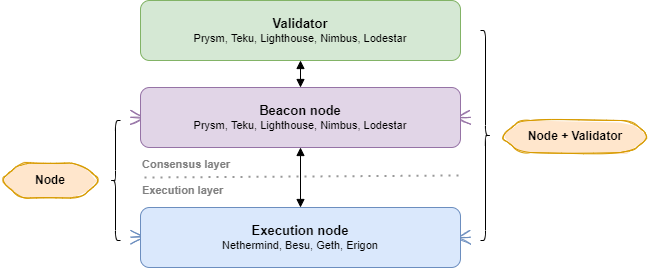 Validator
Prysm, Teku, Lighthouse, Nimbus, Lodestar
Beacon node
Prysm, Teku, Lighthouse, Nimbus, Lodestar
Node + Validator
Consensus layer
Node
Execution layer
Execution node
Nethermind, Besu, Geth, Erigon